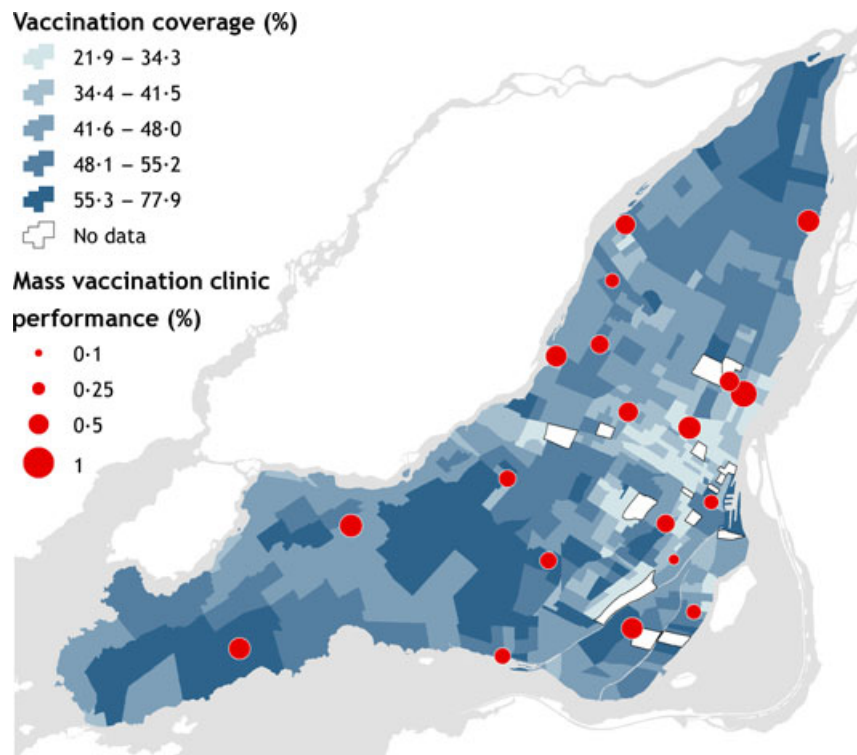 Vaccination coverage (%)
21·9 – 34·3
34·4 – 41·5
41·6 – 48·0
48·1 – 55·2
55·3 – 77·9
No data
Mass vaccination clinic
performance (%)
0·1
0·25
0·5
1